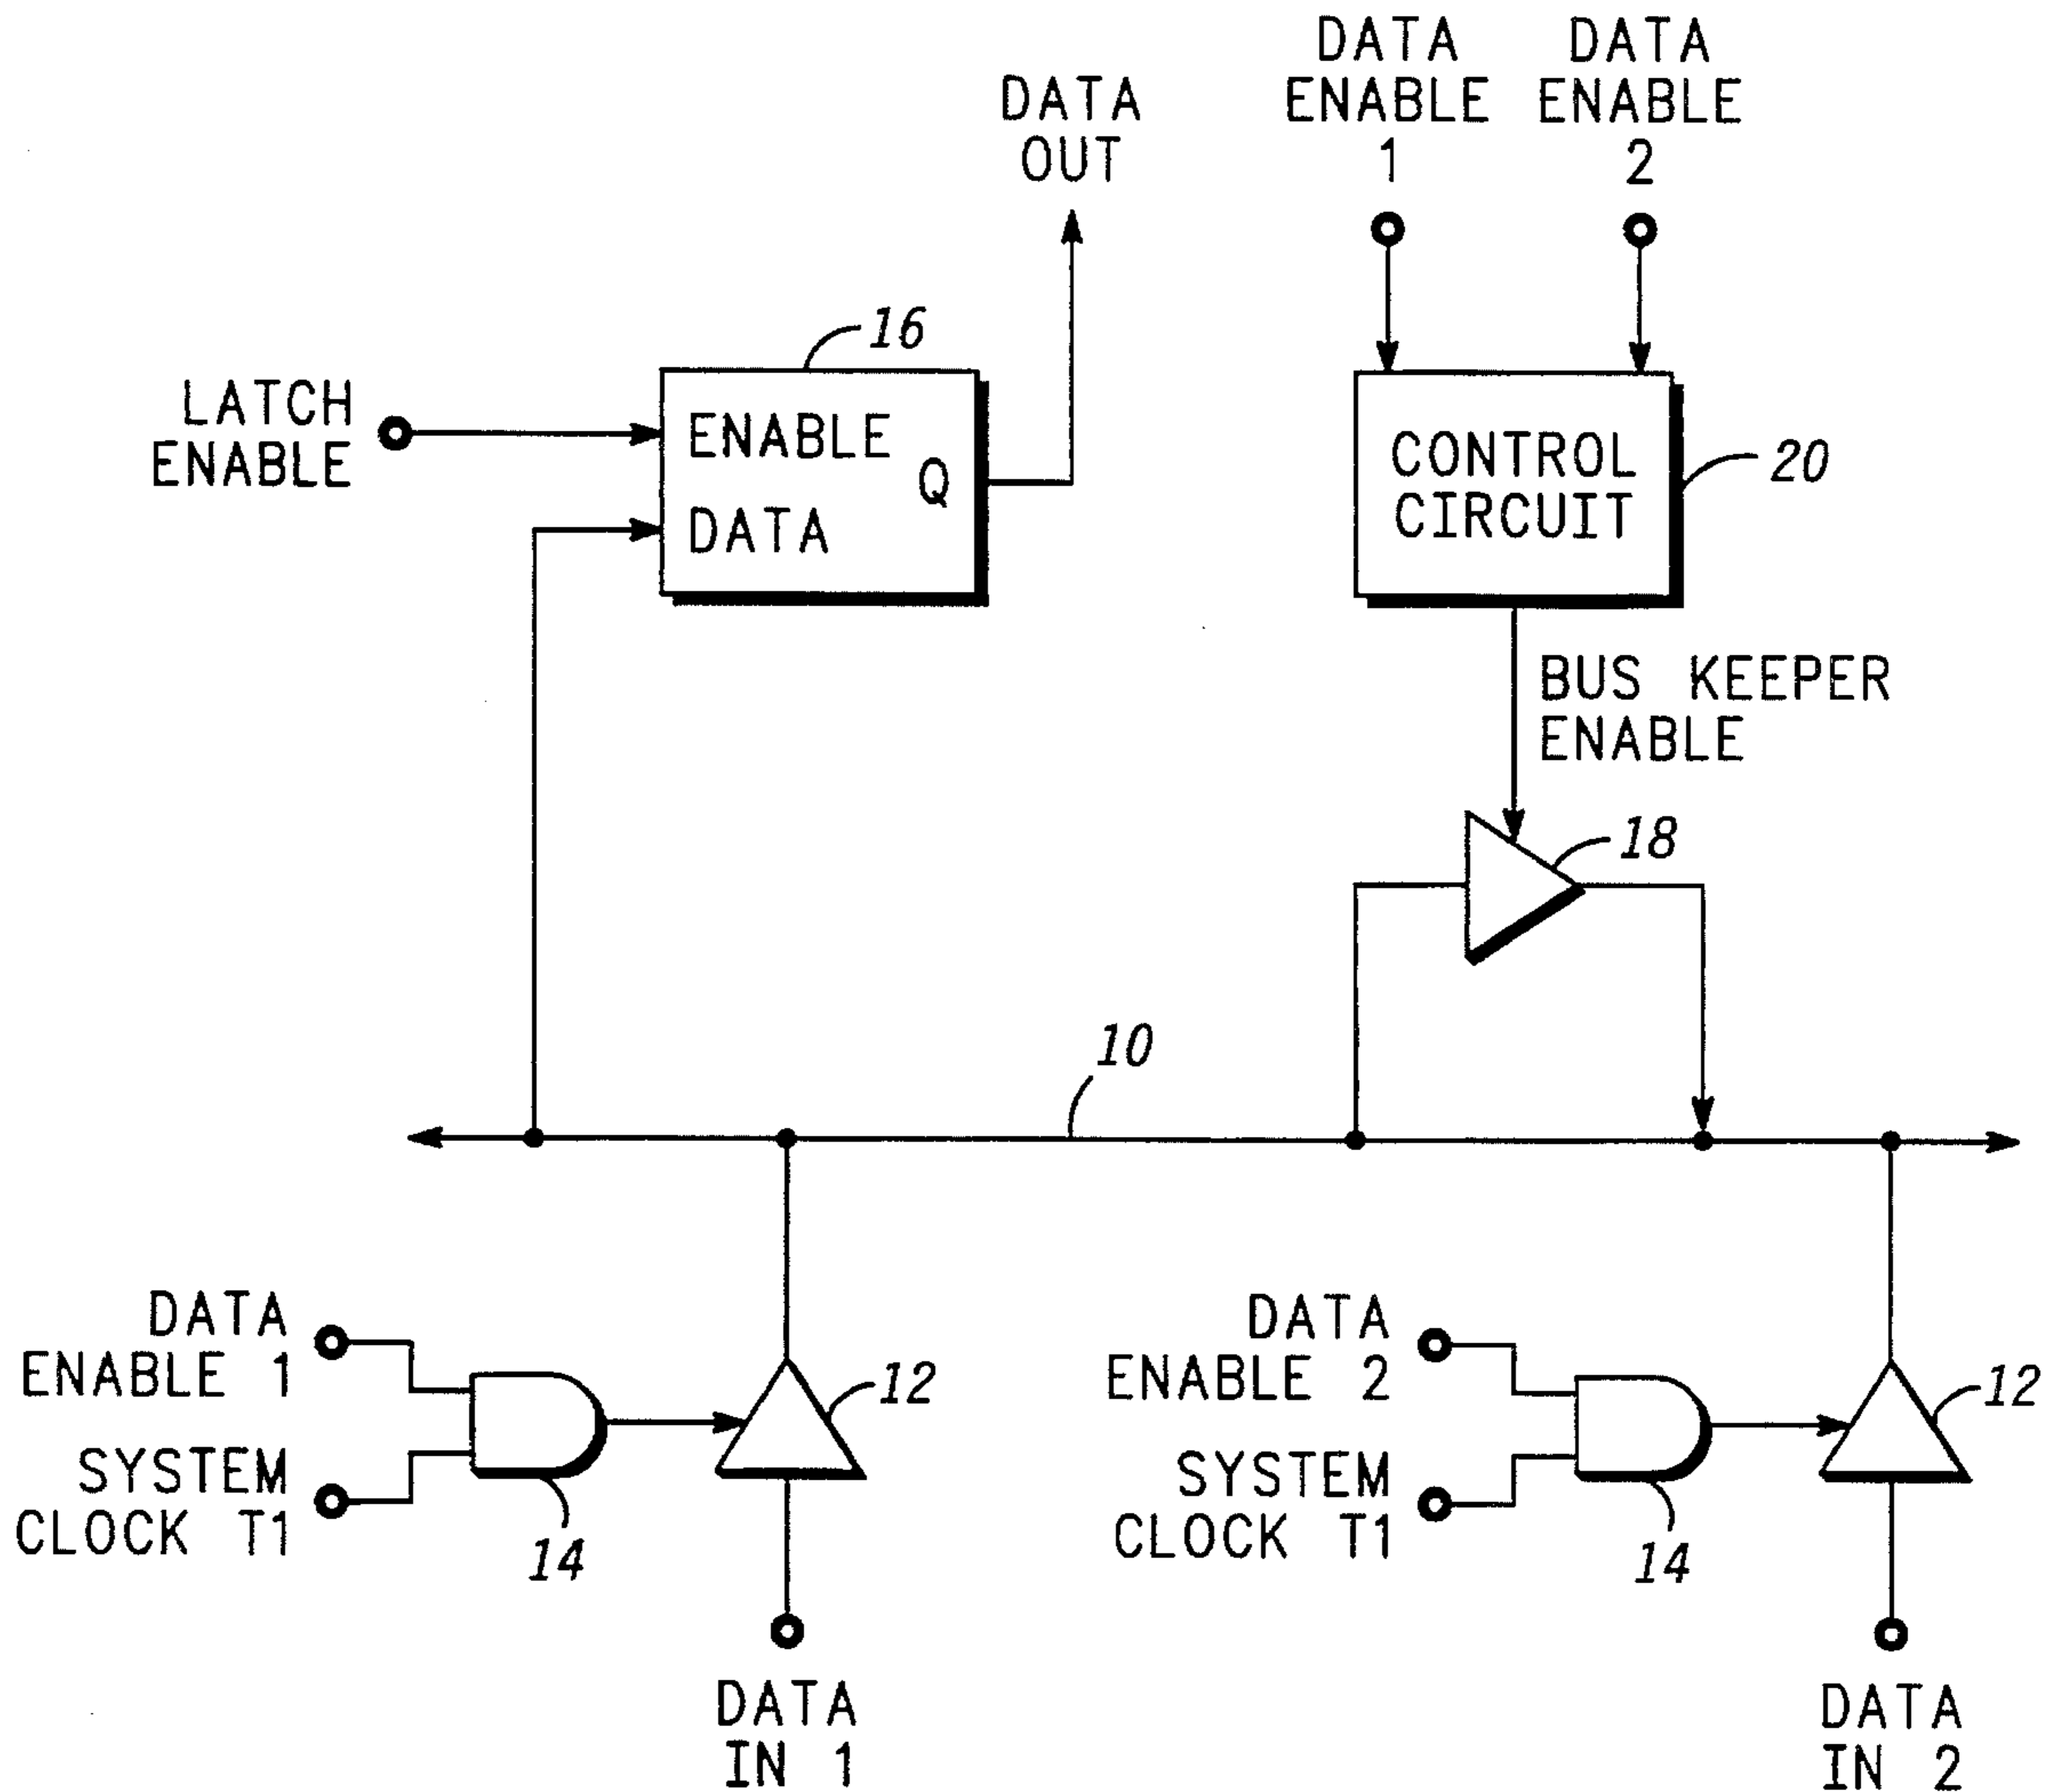 DATA
ENABLE
1
DATA
ENABLE
2
DATA
OUT
16
LATCH
ENABLE
ENABLE
Q
DATA
CONTROL
CIRCUIT
20
BUS KEEPER
ENABLE
18
10
DATA
ENABLE 1
SYSTEM
CLOCK T1
14
12
DATA
IN 1
DATA
ENABLE 2
SYSTEM
CLOCK T1
14
12
DATA
IN 2